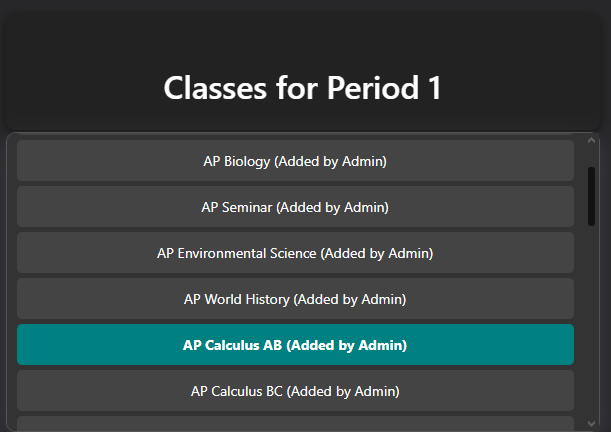 Classes for Period 1
AP Biology (Added by Admin)
AP Seminar (Added by Admin)
AP Environmental Science (Added by Admin)
AP World History (Added by Admin)
AP Calculus AB (Added by Admin)
AP Calculus BC (Added by Admin)